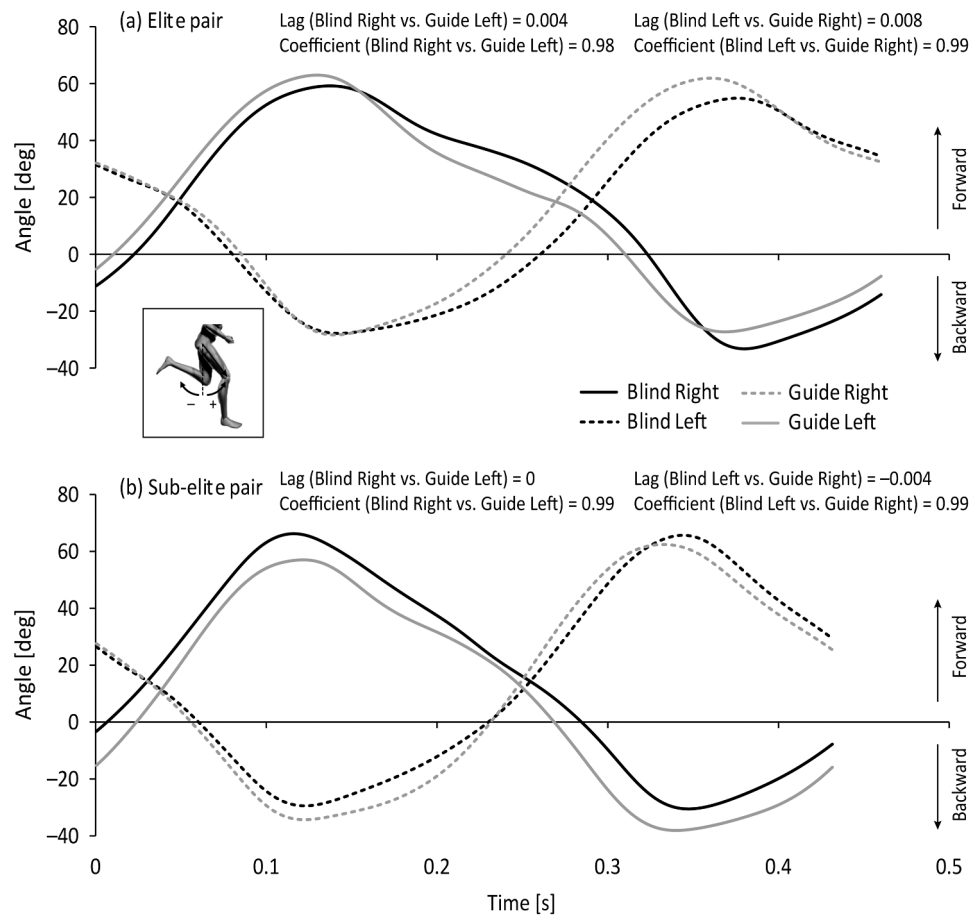 (a) Elite pair
Lag (Blind Right vs. Guide Left) = 0.004
Coefficient (Blind Right vs. Guide Left) = 0.98
Lag (Blind Left vs. Guide Right) = 0.008
Coefficient (Blind Left vs. Guide Right) = 0.99
80
60
40
20
0
−20
−40
Angle [deg]
Forward
Backward
− +
Blind Right
Blind Left
Guide Right
Guide Left
(b) Sub-elite pair
Lag (Blind Right vs. Guide Left) = 0
Coefficient (Blind Right vs. Guide Left) = 0.99
Lag (Blind Left vs. Guide Right) = −0.004
Coefficient (Blind Left vs. Guide Right) = 0.99
80
60
40
20
0
−20
−40
Angle [deg]
Forward
Backward
0 0.1 0.2 0.3 0.4 0.5
Time [s]